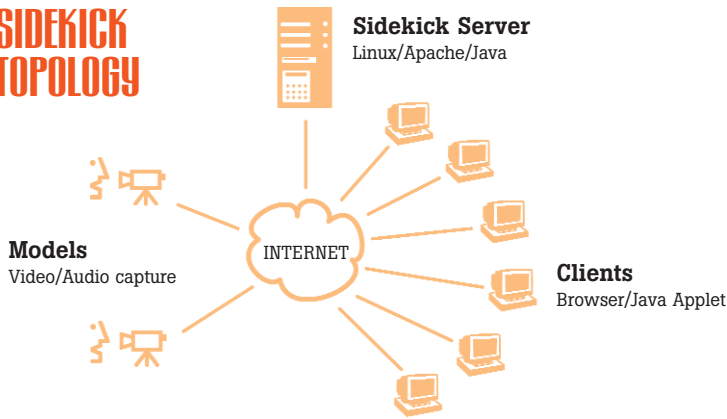 SIDEKICK
TOPOLOGY
Sidekick Server
Linux/Apache/Java
INTERNET
Models
Video/Audio capture
Clients
Browser/Java Applet